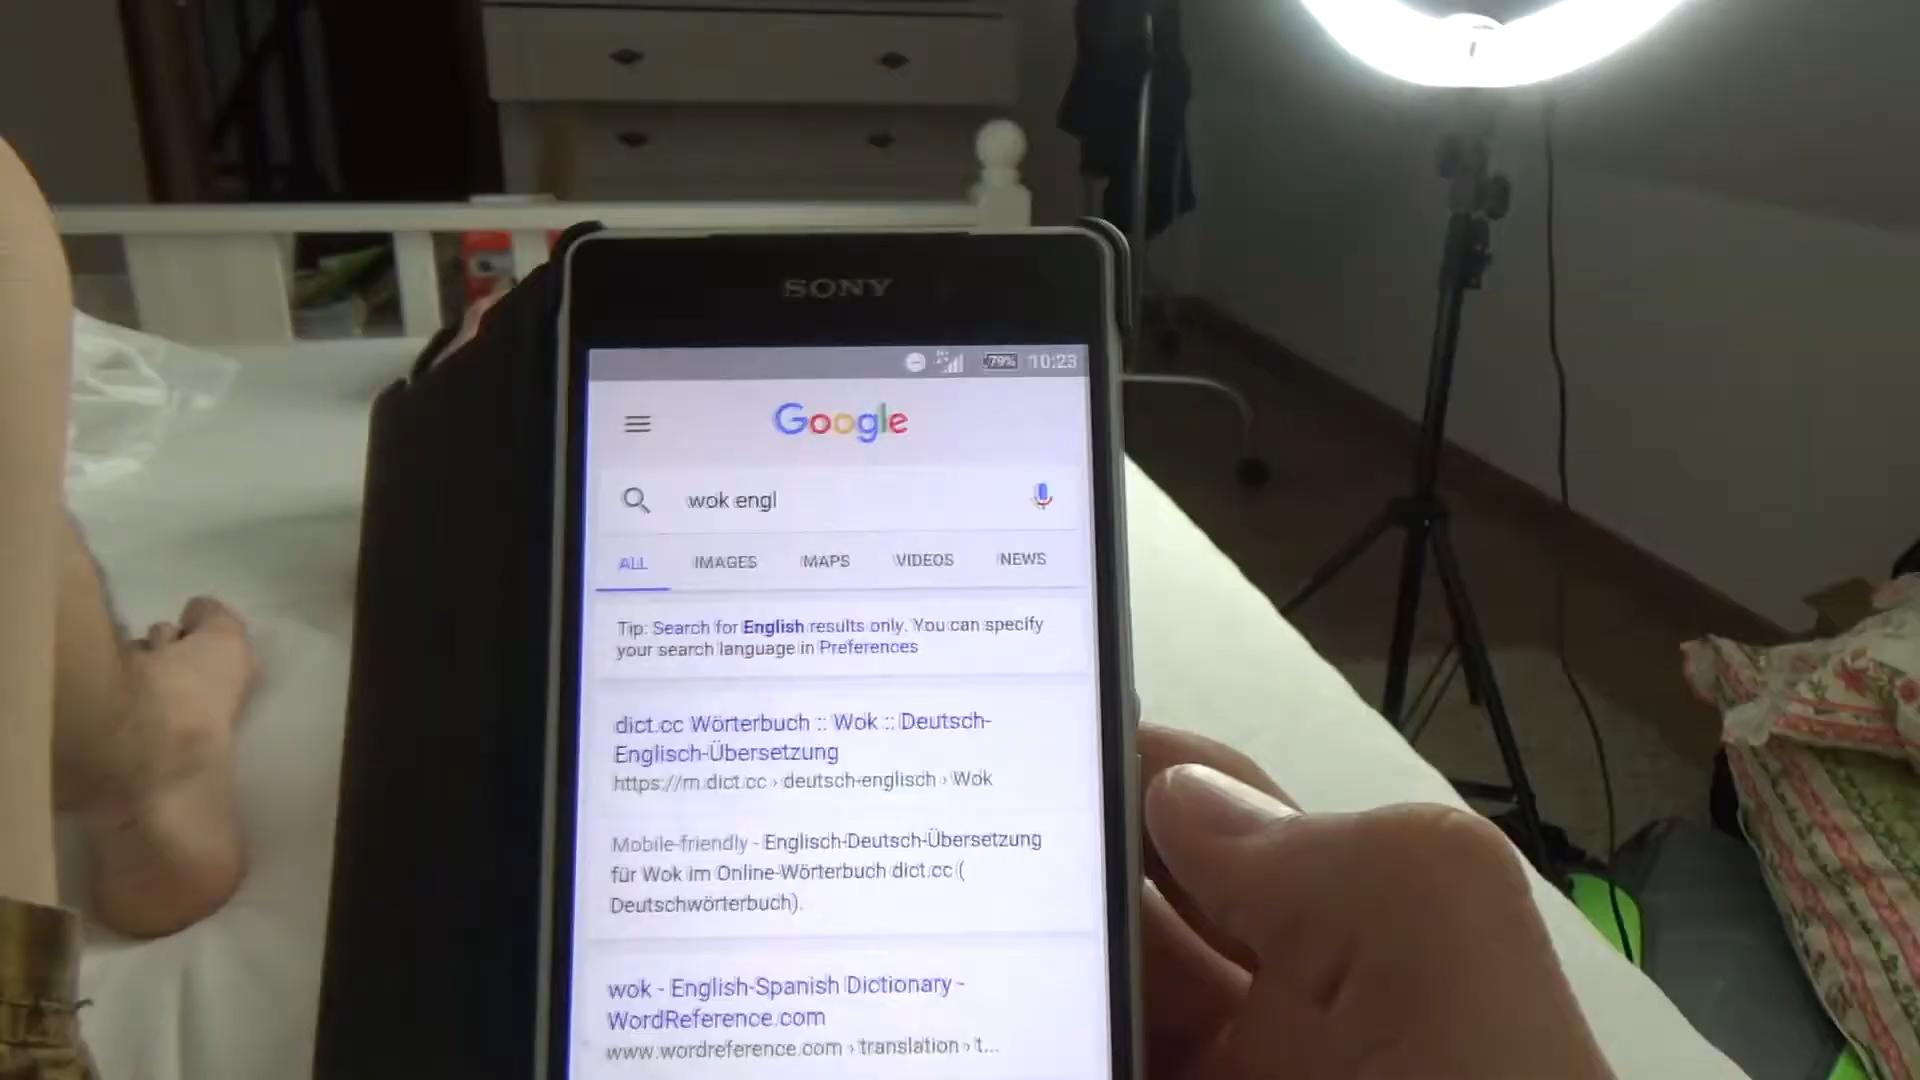 SONY
79% 10:23
Google
wok engl
ALL IMAGES MAPS VIDEOS NEWS
Tip: Search for English results only. You can specify
your search language in Preferences
dict.cc Wörterbuch :: Wok :: Deutsch-
Englisch-Übersetzung
https://m.dict.cc › deutsch-englisch › Wok
Mobile-friendly - Englisch-Deutsch-Übersetzung
für Wok im Online-Wörterbuch dict.cc (
Deutschwörterbuch).
wok - English-Spanish Dictionary -
WordReference.com
www.wordreference.com › translation › t...